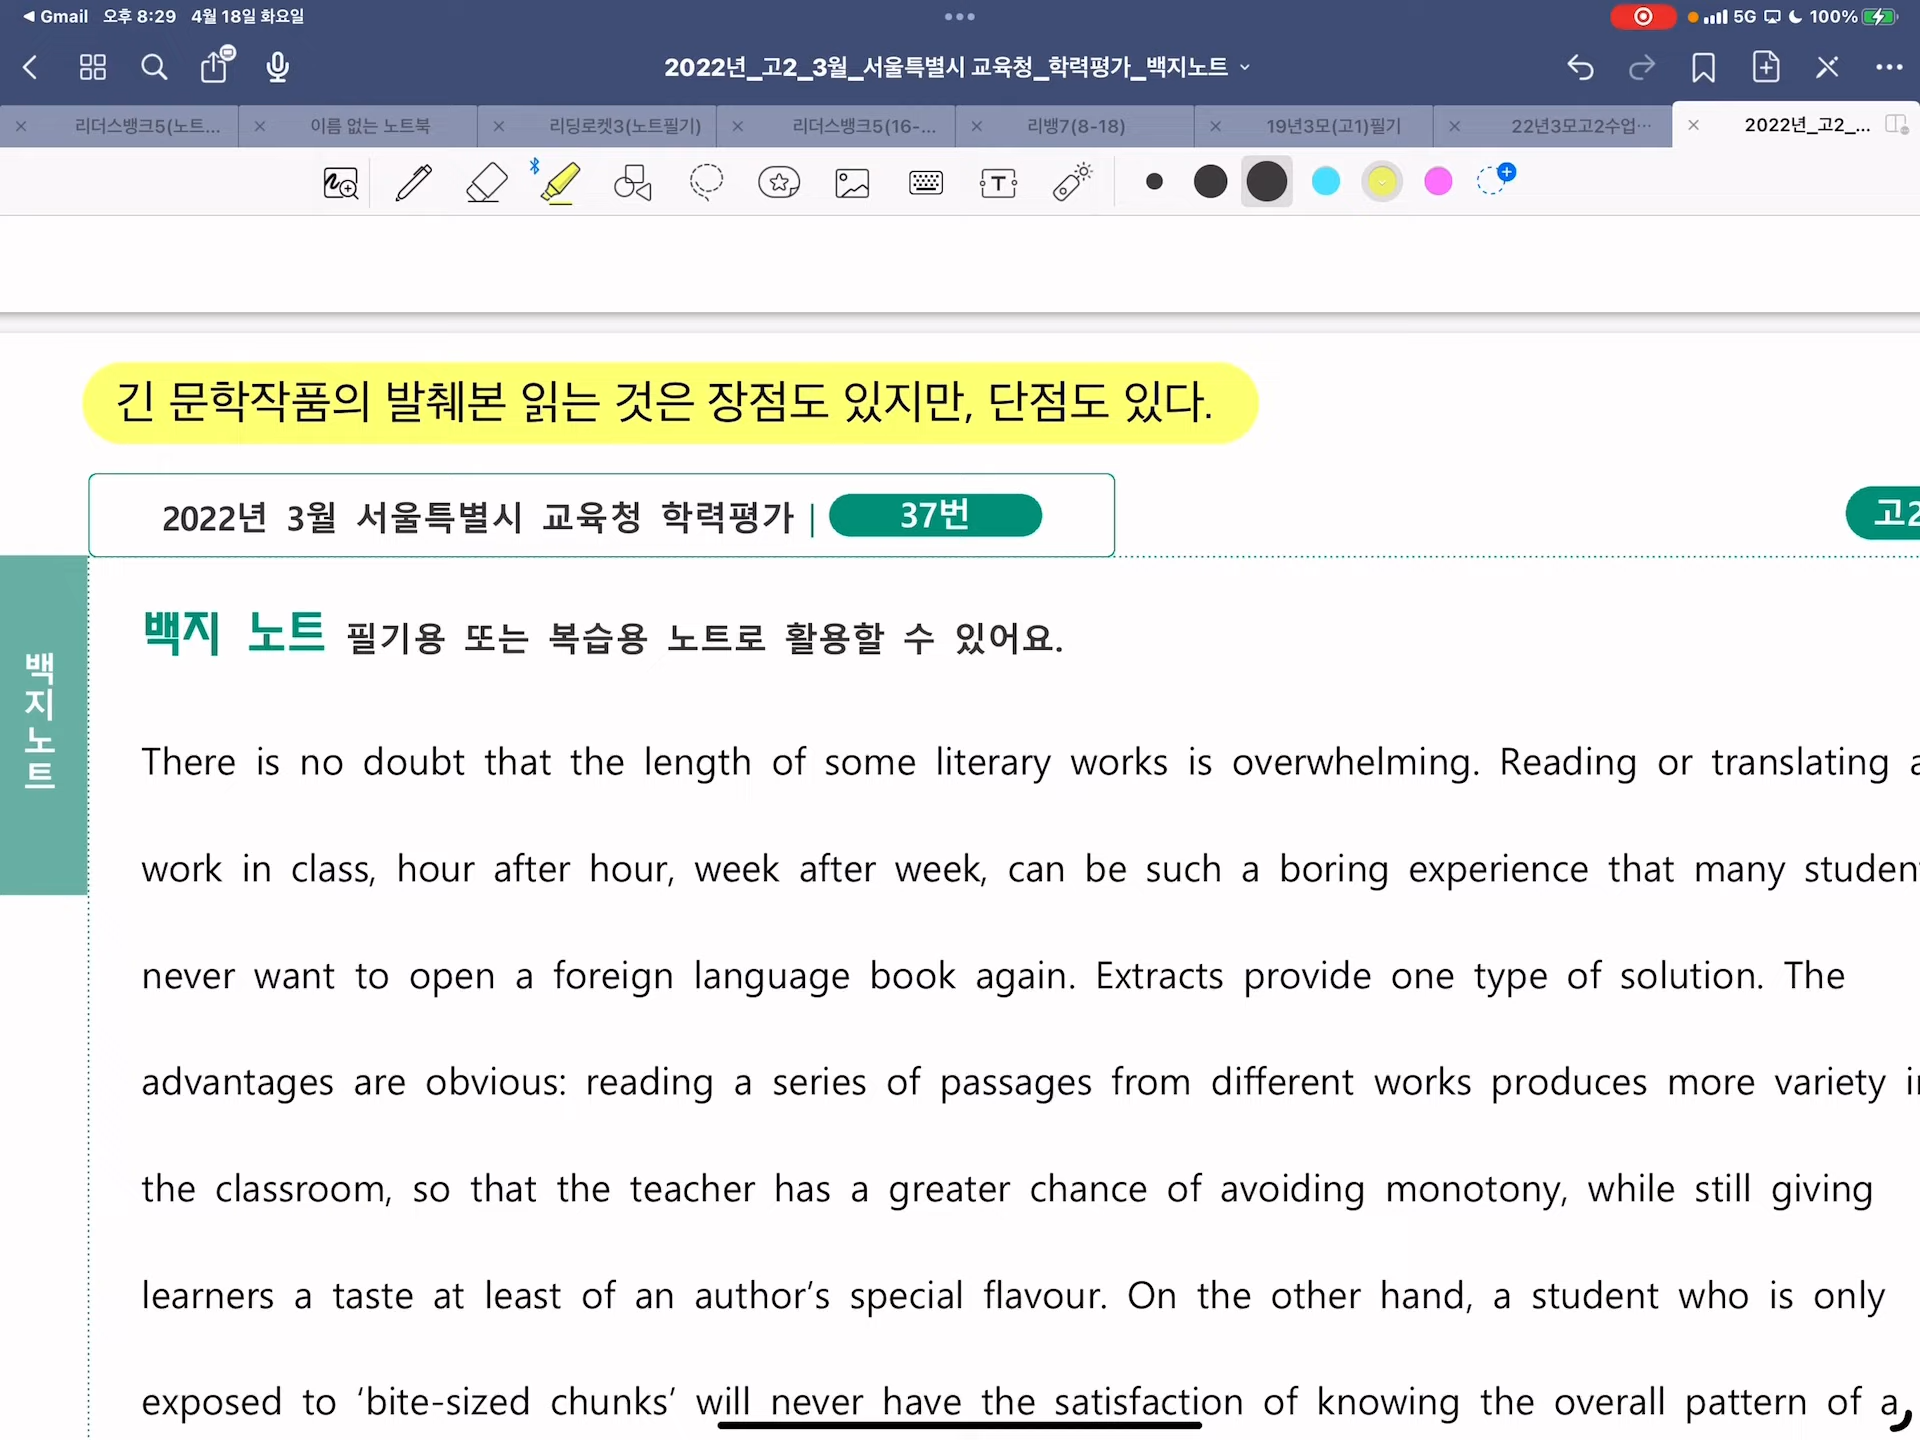 ◀ Gmail 오후 8:29 4월 18일 화요일
5G 100%
2022년_고2_3월_서울특별시 교육청_학력평가_백지노트
리더스뱅크5(노트...
이름 없는 노트북
리딩로켓3(노트필기)
리더스뱅크5(16-...
리뱅7(8-18)
19년3모(고1)필기
22년3모고2수업...
2022년_고2_...
긴 문학작품의 발췌본 읽는 것은 장점도 있지만, 단점도 있다.
2022년 3월 서울특별시 교육청 학력평가 | 37번
고2
백지노트
백지 노트 필기용 또는 복습용 노트로 활용할 수 있어요.
There is no doubt that the length of some literary works is overwhelming. Reading or translating a
work in class, hour after hour, week after week, can be such a boring experience that many student
never want to open a foreign language book again. Extracts provide one type of solution. The
advantages are obvious: reading a series of passages from different works produces more variety in
the classroom, so that the teacher has a greater chance of avoiding monotony, while still giving
learners a taste at least of an author’s special flavour. On the other hand, a student who is only
exposed to ‘bite-sized chunks’ will never have the satisfaction of knowing the overall pattern of a